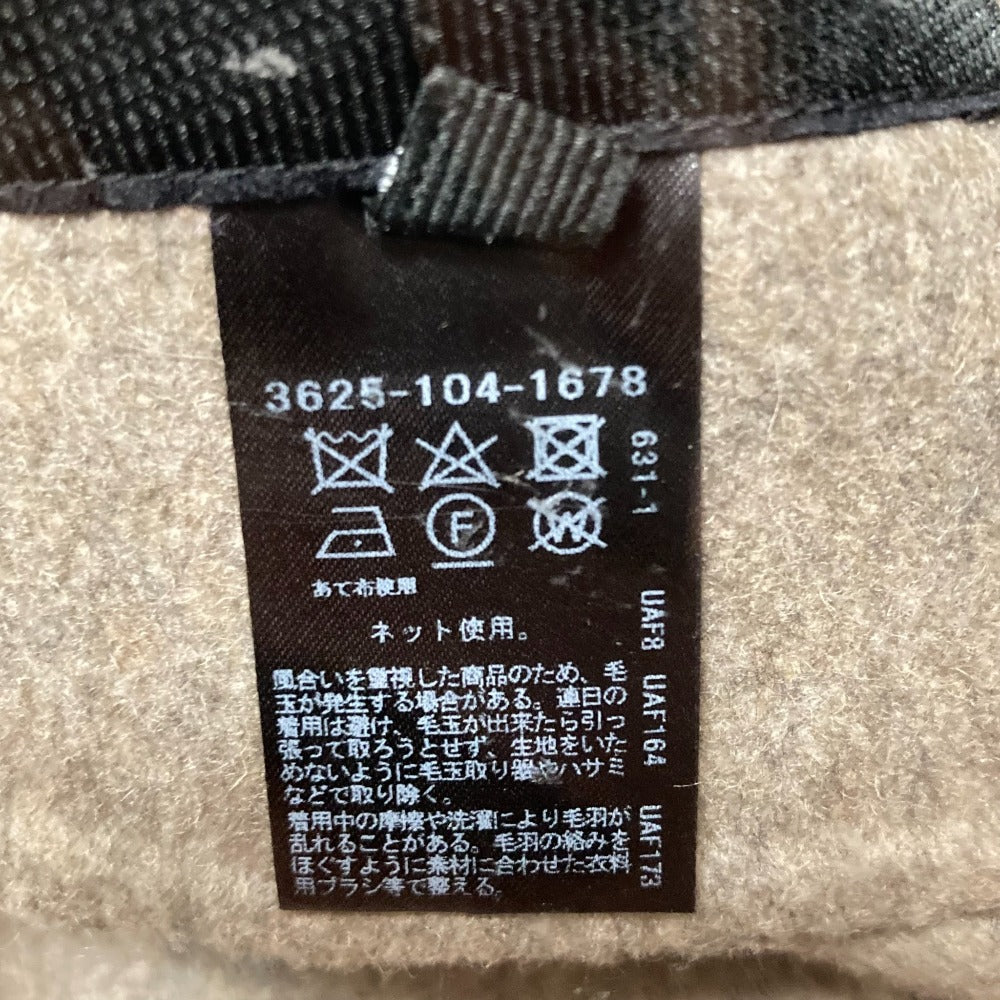 3625-104-1678
F
W
あて布使用
ネット使用。
風合いを重視した商品のため、毛
玉が発生する場合がある。連日の
着用は避け、毛玉が出来たら引っ
張って取ろうとせず、生地をいた
めないように毛玉取り器やハサミ
などで取り除く。
着用中の摩擦や洗濯により毛羽が
乱れることがある。毛羽の絡みを
ほぐすように素材に合わせた衣料
用ブラシ等で整える。
631-1 UAF8 UAF164 UAF173